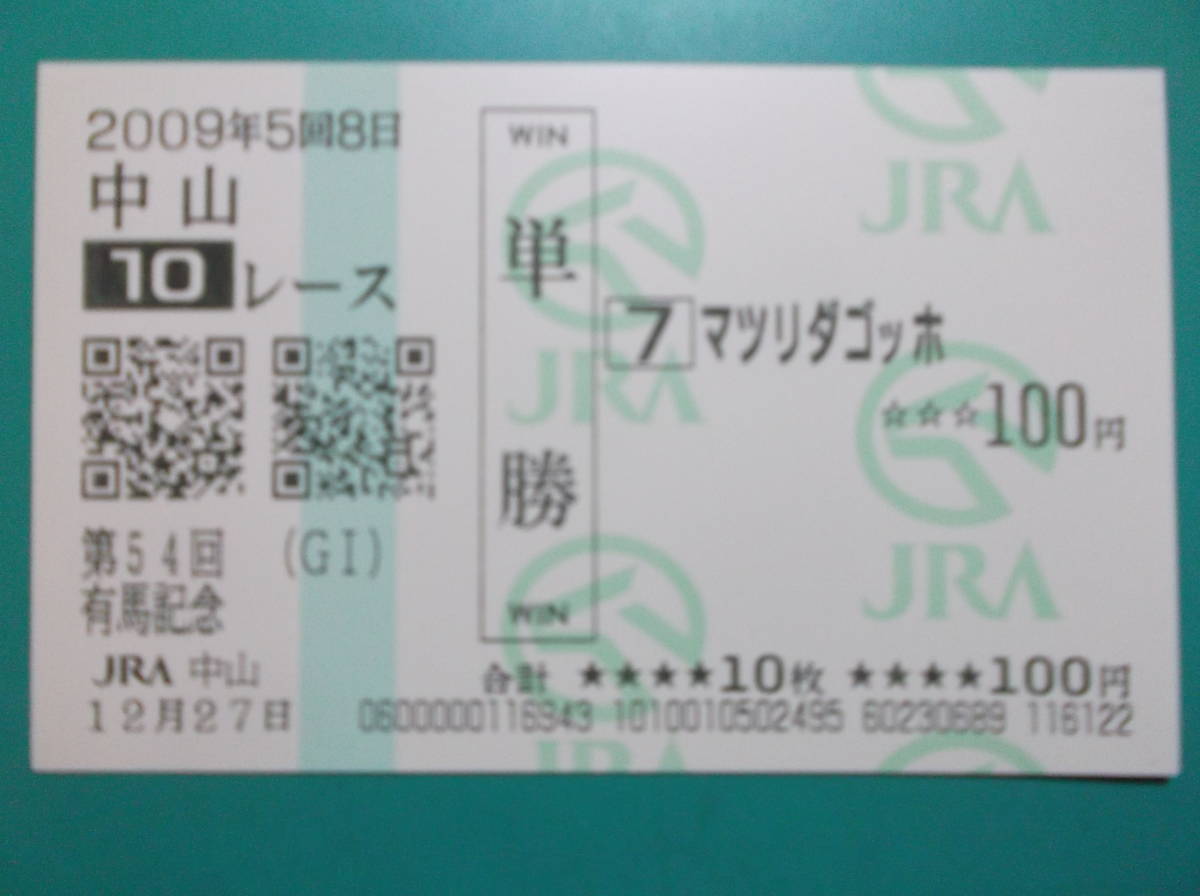 2009年5回8日
中山
10レース
第54回 (GI)
有馬記念
JRA 中山
12月27日
WIN
単勝
WIN
7 マツリダゴッホ
☆☆☆100円
合計 ★★★★10枚 ★★★★100円
0600000116943 1010010502495 60230689 116122
JRA
JRA
JRA
JRA